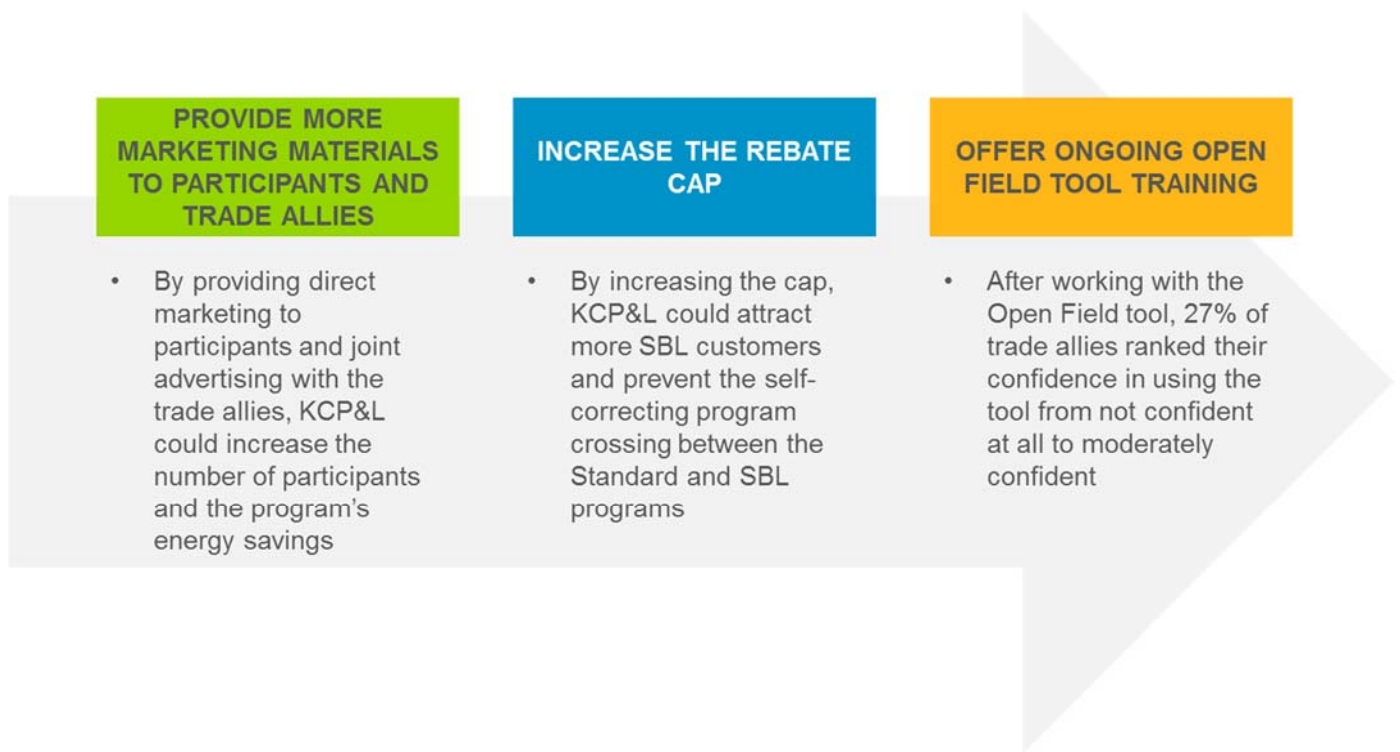 PROVIDE MORE
MARKETING MATERIALS
TO PARTICIPANTS AND
TRADE ALLIES
• By providing direct
marketing to
participants and joint
advertising with the
trade allies, KCP&L
could increase the
number of participants
and the program’s
energy savings
INCREASE THE REBATE
CAP
• By increasing the cap,
KCP&L could attract
more SBL customers
and prevent the self-
correcting program
crossing between the
Standard and SBL
programs
OFFER ONGOING OPEN
FIELD TOOL TRAINING
• After working with the
Open Field tool, 27% of
trade allies ranked their
confidence in using the
tool from not confident
at all to moderately
confident